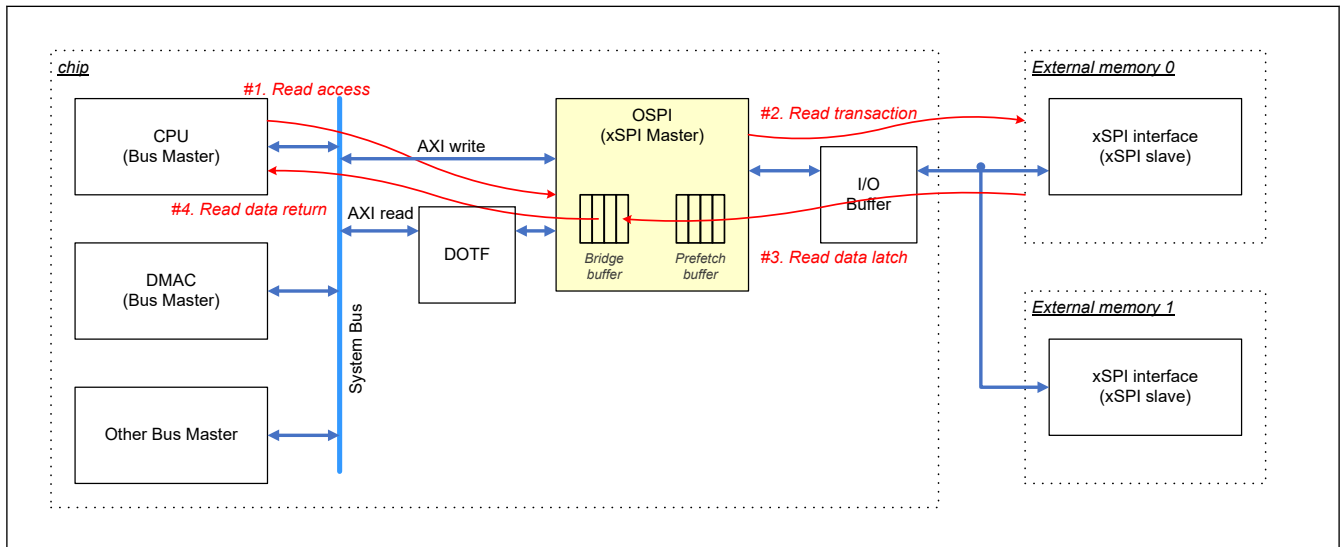 chip
#1. Read access
CPU
(Bus Master)
AXI write
#4. Read data return
AXI read
DOTF
DMAC
(Bus Master)
System Bus
Other Bus Master
OSPI
(xSPI Master)
Bridge
buffer
Prefetch
buffer
#2. Read transaction
I/O
Buffer
#3. Read data latch
External memory 0
xSPI interface
(xSPI slave)
External memory 1
xSPI interface
(xSPI slave)